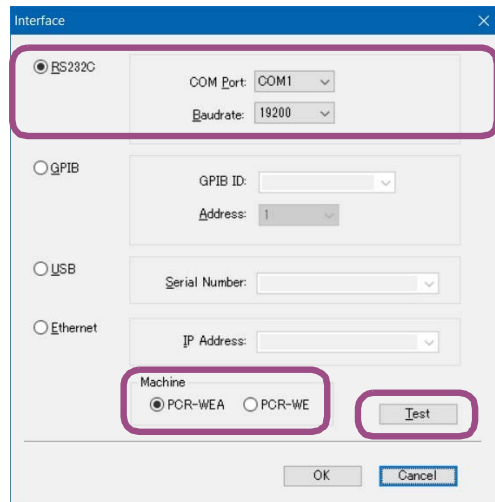 Interface
RS232C
COM Port: COM1
Baudrate: 19200
GPIB
GPIB ID:
Address: 1
USB
Serial Number:
Ethernet
IP Address:
Machine
PCR-WEA PCR-WE
Test
OK Cancel